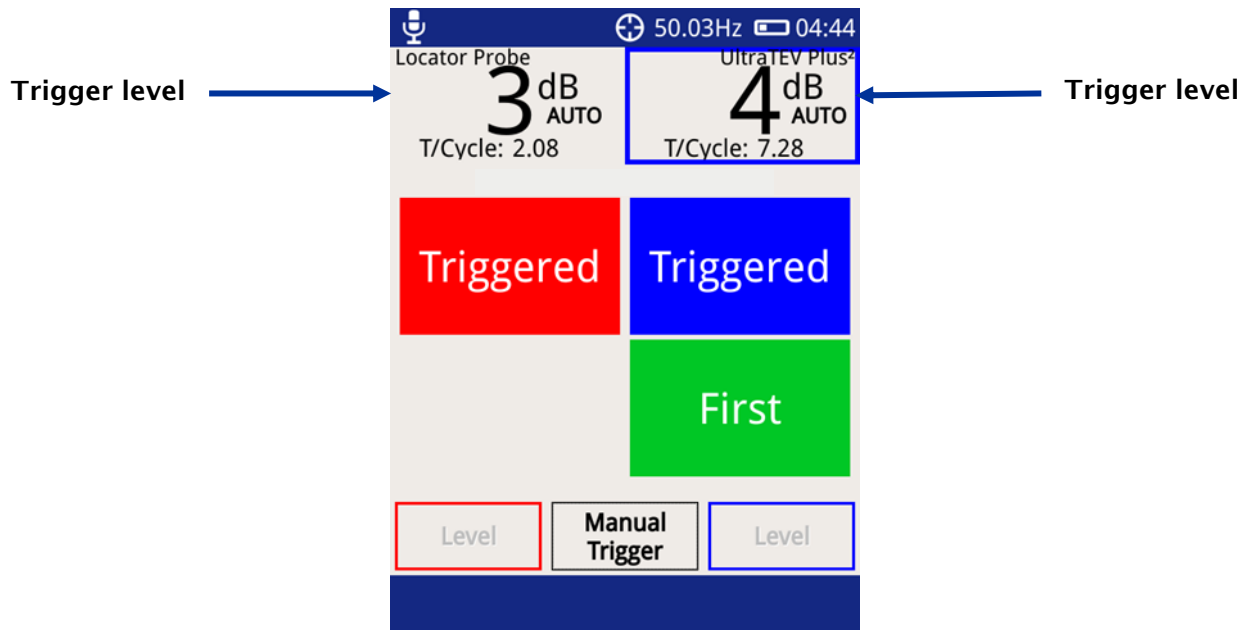 50.03Hz 04:44
Locator Probe
3 dB
AUTO
T/Cycle: 2.08
UltraTEV Plus²
4 dB
AUTO
T/Cycle: 7.28
Trigger level
Trigger level
Triggered
Triggered
First
Level
Manual
Trigger
Level